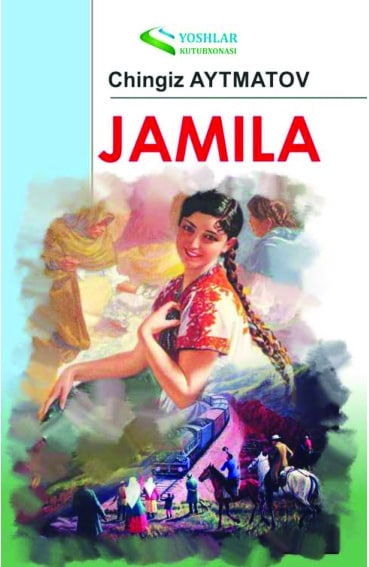 YOSHLAR
KUTUBXONASI
Chingiz AYTMATOV
JAMILA